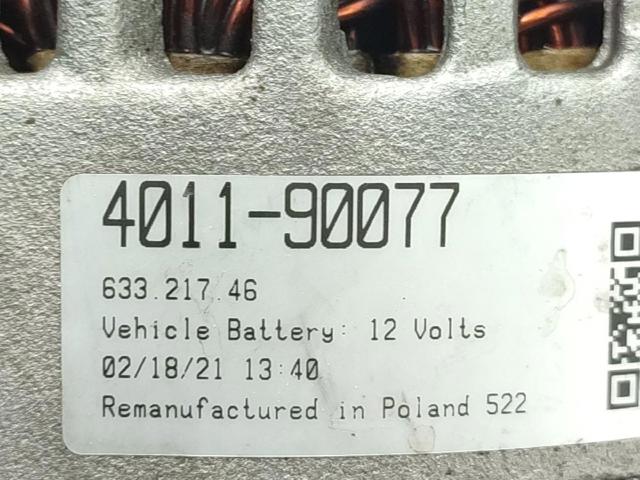 4011-90077
633.217.46
Vehicle Battery: 12 Volts
02/18/21 13:40
Remanufactured in Poland 522